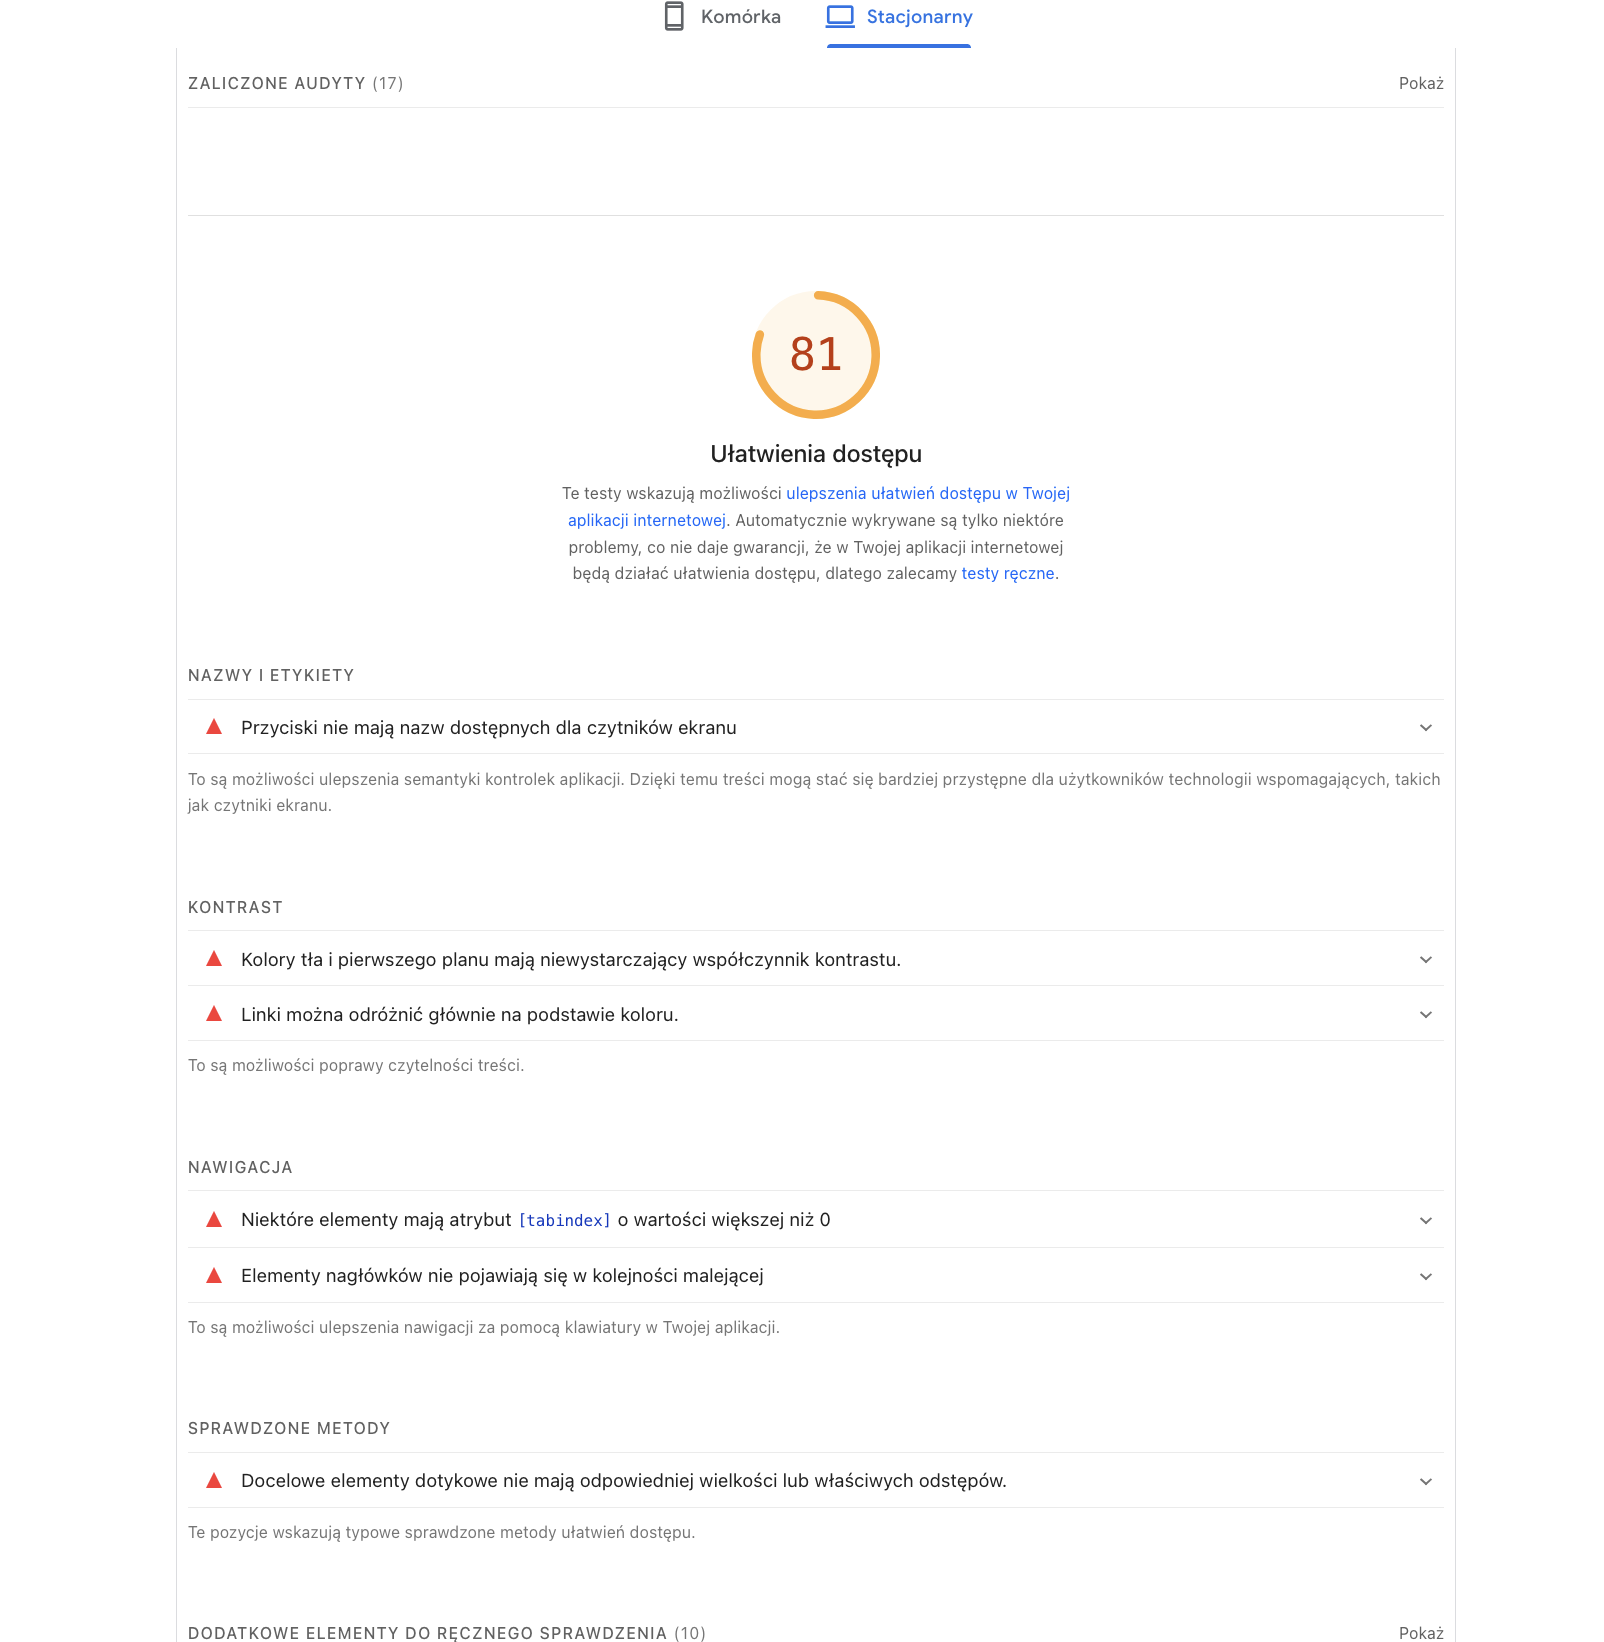 Komórka
Stacjonarny
ZALICZONE AUDYTY (17)
Pokaż
81
Ułatwienia dostępu
Te testy wskazują możliwości ulepszenia ułatwień dostępu w Twojej
aplikacji internetowej. Automatycznie wykrywane są tylko niektóre
problemy, co nie daje gwarancji, że w Twojej aplikacji internetowej
będą działać ułatwienia dostępu, dlatego zalecamy testy ręczne.
NAZWY I ETYKIETY
Przyciski nie mają nazw dostępnych dla czytników ekranu
To są możliwości ulepszenia semantyki kontrolek aplikacji. Dzięki temu treści mogą stać się bardziej przystępne dla użytkowników technologii wspomagających, takich
jak czytniki ekranu.
KONTRAST
Kolory tła i pierwszego planu mają niewystarczający współczynnik kontrastu.
Linki można odróżnić głównie na podstawie koloru.
To są możliwości poprawy czytelności treści.
NAWIGACJA
Niektóre elementy mają atrybut [tabindex] o wartości większej niż 0
Elementy nagłówków nie pojawiają się w kolejności malejącej
To są możliwości ulepszenia nawigacji za pomocą klawiatury w Twojej aplikacji.
SPRAWDZONE METODY
Docelowe elementy dotykowe nie mają odpowiedniej wielkości lub właściwych odstępów.
Te pozycje wskazują typowe sprawdzone metody ułatwień dostępu.
DODATKOWE ELEMENTY DO RĘCZNEGO SPRAWDZENIA (10)
Pokaż